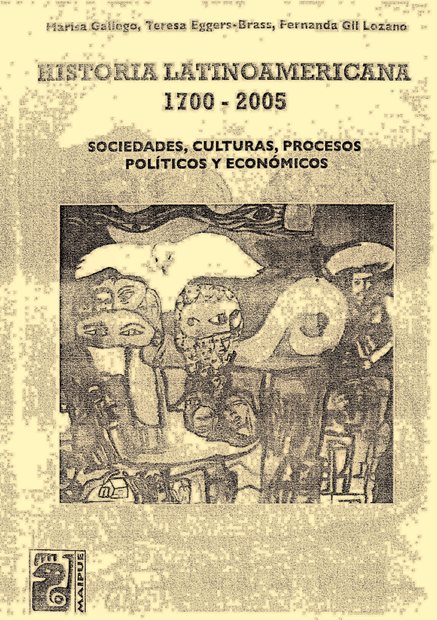 Marisa Gallego, Teresa Eggers-Brass, Fernanda Gil Lozano
HISTORIA LATINOAMERICANA
1700 - 2005
SOCIEDADES, CULTURAS, PROCESOS
POLÍTICOS Y ECONÓMICOS
MAIPUE